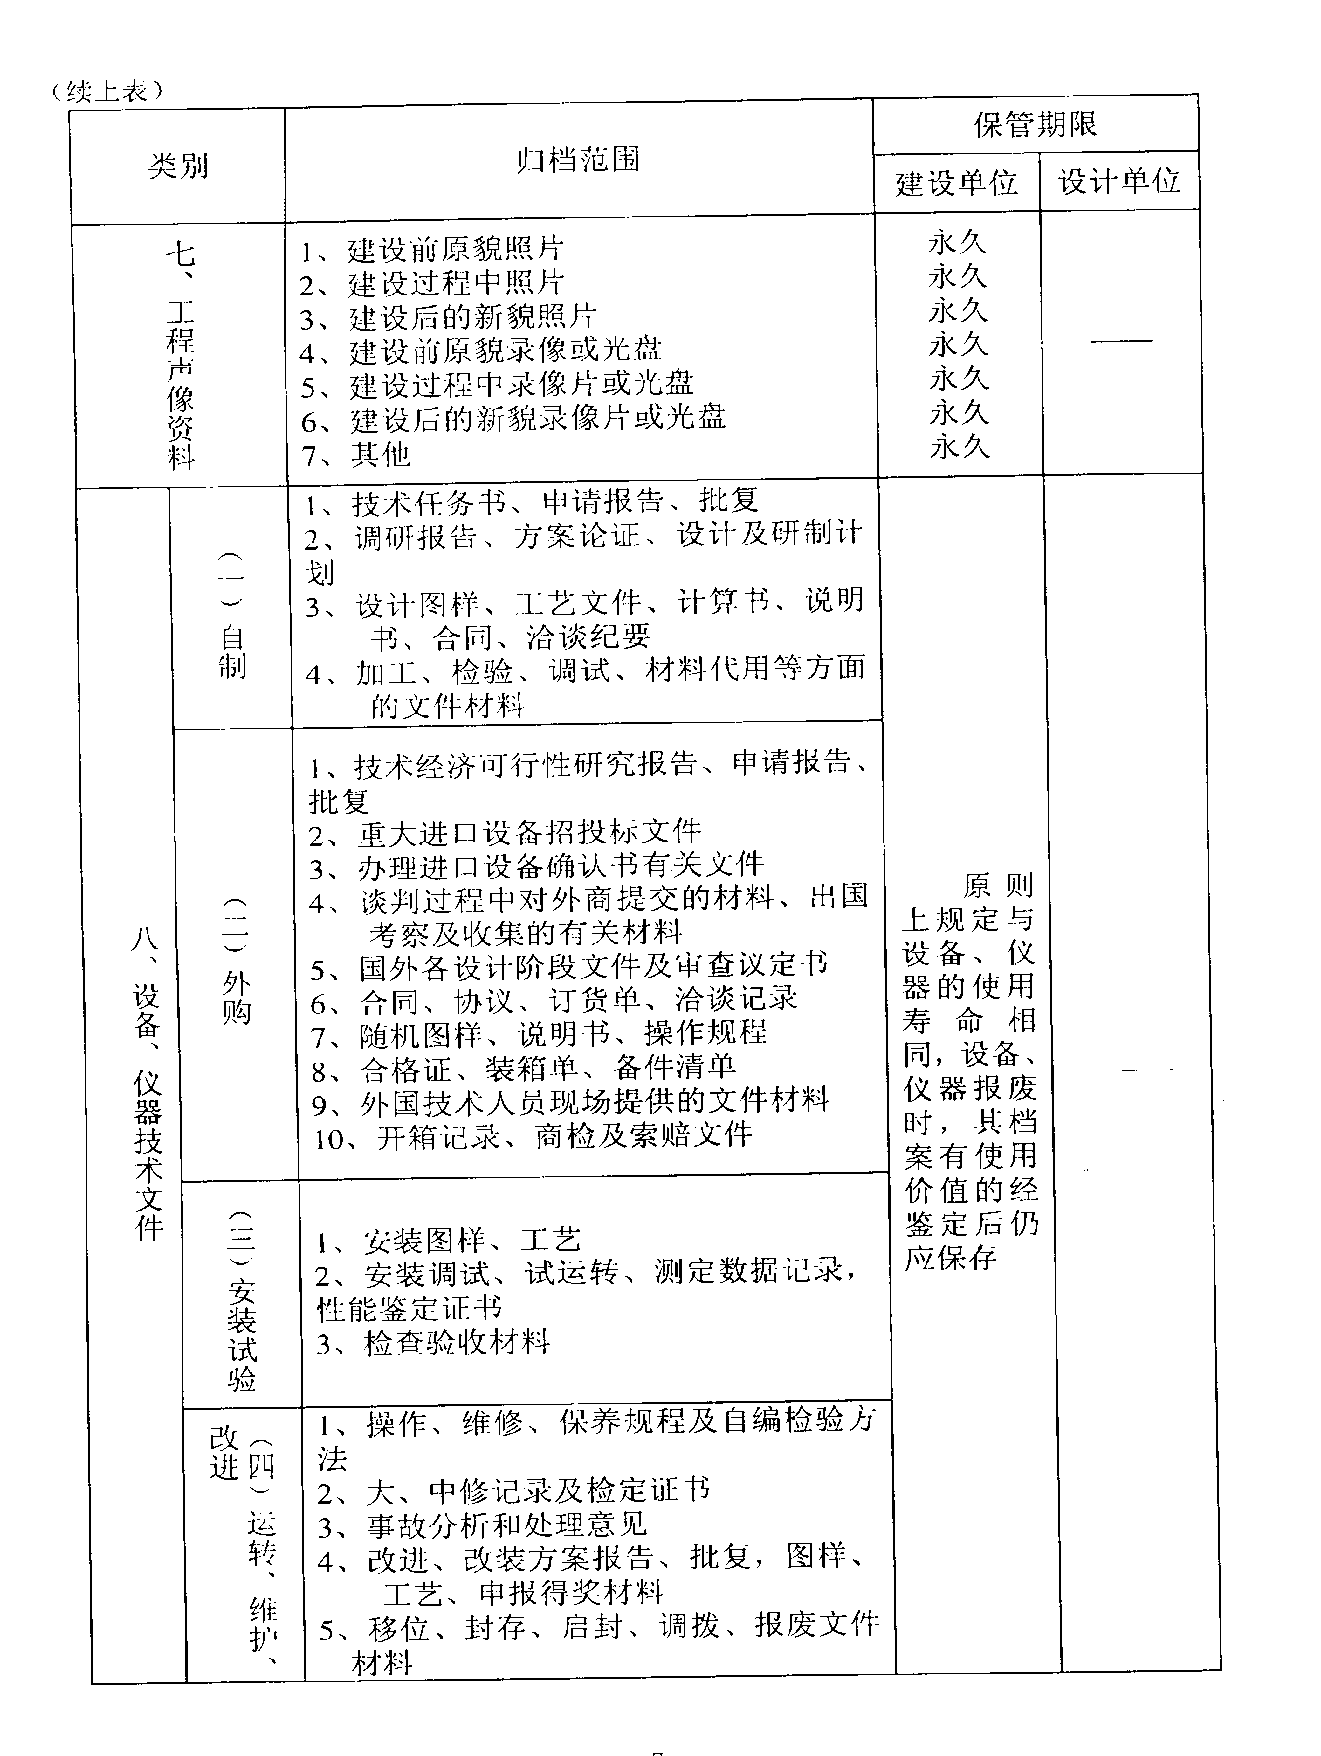 （续上表）
类别
归档范围
保管期限
建设单位
设计单位
七、工程声像资料
1、建设前原貌照片
2、建设过程中照片
3、建设后的新貌照片
4、建设前原貌录像或光盘
5、建设过程中录像片或光盘
6、建设后的新貌录像片或光盘
7、其他
永久
永久
永久
永久
永久
永久
永久
——
八、设备、仪器技术文件
（一）自制
1、技术任务书、申请报告、批复
2、调研报告、方案论证、设计及研制计
划
3、设计图样、工艺文件、计算书、说明
书、合同、洽谈纪要
4、加工、检验、调试、材料代用等方面
的文件材料
（二）外购
1、技术经济可行性研究报告、申请报告、
批复
2、重大进口设备招投标文件
3、办理进口设备确认书有关文件
4、谈判过程中对外商提交的材料、出国
考察及收集的有关材料
5、国外各设计阶段文件及审查议定书
6、合同、协议、订货单、洽谈记录
7、随机图样、说明书、操作规程
8、合格证、装箱单、备件清单
9、外国技术人员现场提供的文件材料
10、开箱记录、商检及索赔文件
（三）安装试验
1、安装图样、工艺
2、安装调试、试运转、测定数据记录，
性能鉴定证书
3、检查验收材料
（四）运转、维护、
改进
1、操作、维修、保养规程及自编检验方
法
2、大、中修记录及检定证书
3、事故分析和处理意见
4、改进、改装方案报告、批复，图样、
工艺、申报得奖材料
5、移位、封存、启封、调拨、报废文件
材料
原则
上规定与
设备、仪
器的使用
寿命相
同，设备、
仪器报废
时，其档
案有使用
价值的经
鉴定后仍
应保存